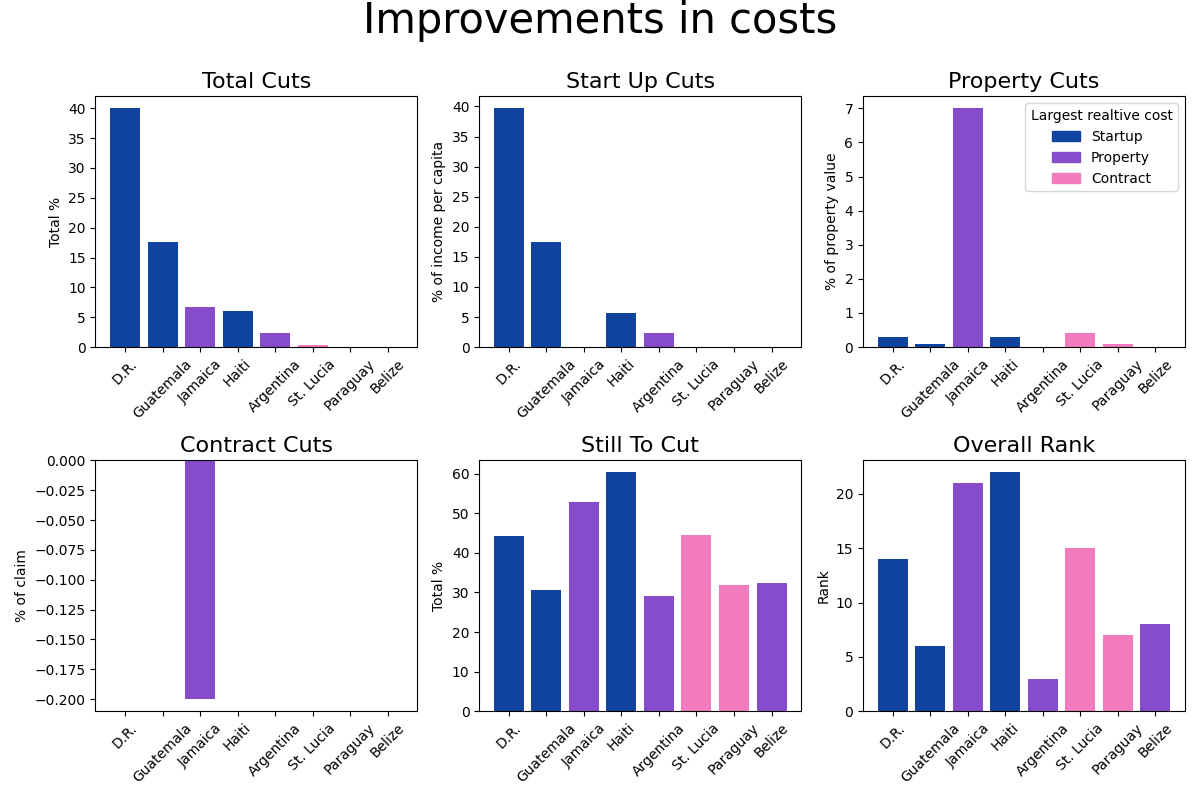 Improvements in costs
Total Cuts
Total %
40
35
30
25
20
15
10
5
0
D.R.
Guatemala
Jamaica
Haiti
Argentina
St. Lucia
Paraguay
Belize
Start Up Cuts
% of income per capita
40
35
30
25
20
15
10
5
0
D.R.
Guatemala
Jamaica
Haiti
Argentina
St. Lucia
Paraguay
Belize
Property Cuts
% of property value
7
6
5
4
3
2
1
0
Largest realtive cost
Startup
Property
Contract
D.R.
Guatemala
Jamaica
Haiti
Argentina
St. Lucia
Paraguay
Belize
Contract Cuts
% of claim
0.000
−0.025
−0.050
−0.075
−0.100
−0.125
−0.150
−0.175
−0.200
D.R.
Guatemala
Jamaica
Haiti
Argentina
St. Lucia
Paraguay
Belize
Still To Cut
Total %
60
50
40
30
20
10
0
D.R.
Guatemala
Jamaica
Haiti
Argentina
St. Lucia
Paraguay
Belize
Overall Rank
Rank
20
15
10
5
0
D.R.
Guatemala
Jamaica
Haiti
Argentina
St. Lucia
Paraguay
Belize